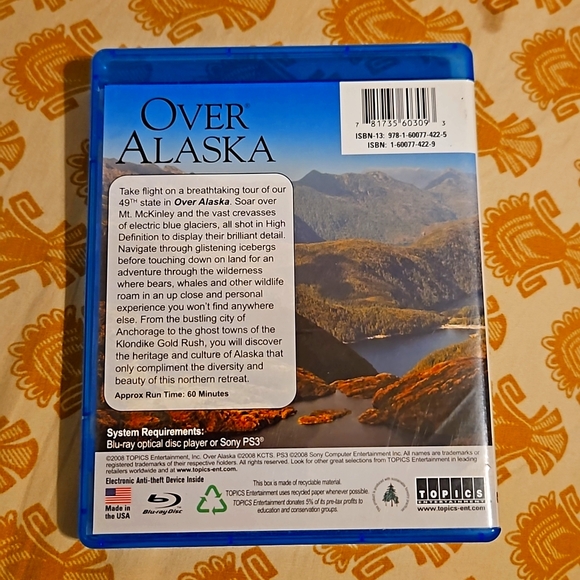 OVER®
ALASKA
7 81735 60309 3
ISBN-13: 978-1-60077-422-5
ISBN: 1-60077-422-9
Take flight on a breathtaking tour of our
49TH state in Over Alaska. Soar over
Mt. McKinley and the vast crevasses
of electric blue glaciers, all shot in High
Definition to display their brilliant detail.
Navigate through glistening icebergs
before touching down on land for an
adventure through the wilderness
where bears, whales and other wildlife
roam in an up close and personal
experience you won't find anywhere
else. From the bustling city of
Anchorage to the ghost towns of the
Klondike Gold Rush, you will discover
the heritage and culture of Alaska that
only compliment the diversity and
beauty of this northern retreat.
Approx Run Time: 60 Minutes
System Requirements:
Blu-ray optical disc player or Sony PS3®
©2008 TOPICS Entertainment, Inc. Over Alaska ©2008 KCTS. PS3 ©2008 Sony Computer Entertainment Inc. All names are trademarks or
registered trademarks of their respective holders. All rights reserved. Look for other great selections from TOPICS Entertainment in leading
retailers worldwide and at www.topics-ent.com.
Electronic Anti-theft Device Inside
Made in
the USA
Blu-ray Disc
This box is made of recyclable material.
TOPICS Entertainment uses recycled paper whenever possible.
TOPICS Entertainment donates 5% of its pre-tax profits to
education and conservation groups.
TOPICS
ENTERTAINMENT
www.topics-ent.com